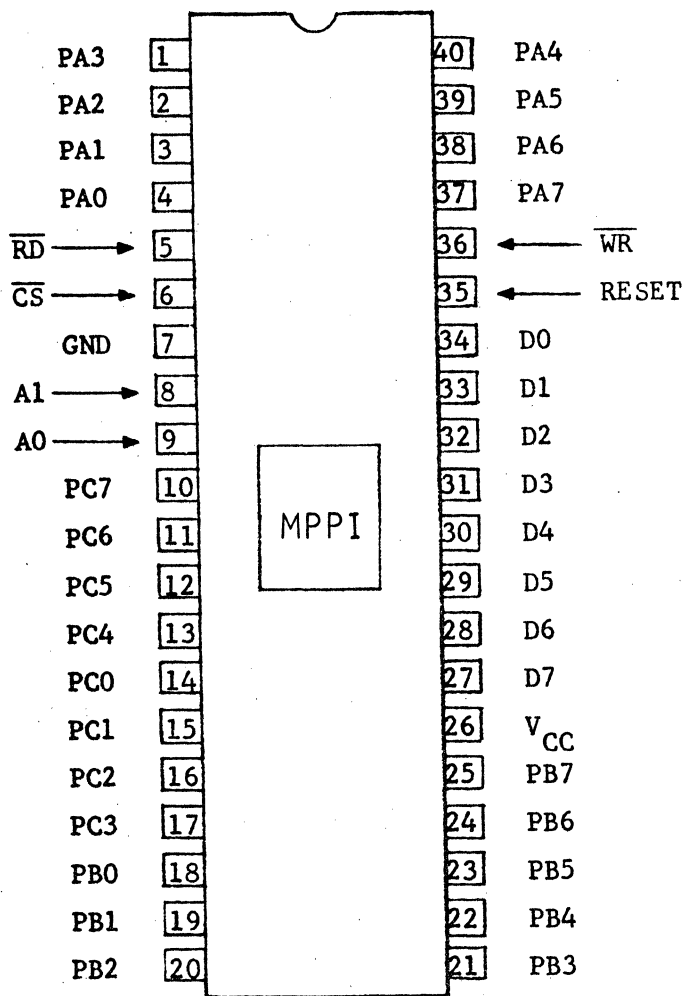 PA3 1 40 PA4
PA2 2 39 PA5
PA1 3 38 PA6
PA0 4 37 PA7
R̅D̅ 5 36 W̅R̅
C̅S̅ 6 35 RESET
GND 7 34 D0
A1 8 33 D1
A0 9 32 D2
PC7 10 31 D3
MPPI
PC6 11 30 D4
PC5 12 29 D5
PC4 13 28 D6
PC0 14 27 D7
PC1 15 26 VCC
PC2 16 25 PB7
PC3 17 24 PB6
PB0 18 23 PB5
PB1 19 22 PB4
PB2 20 21 PB3